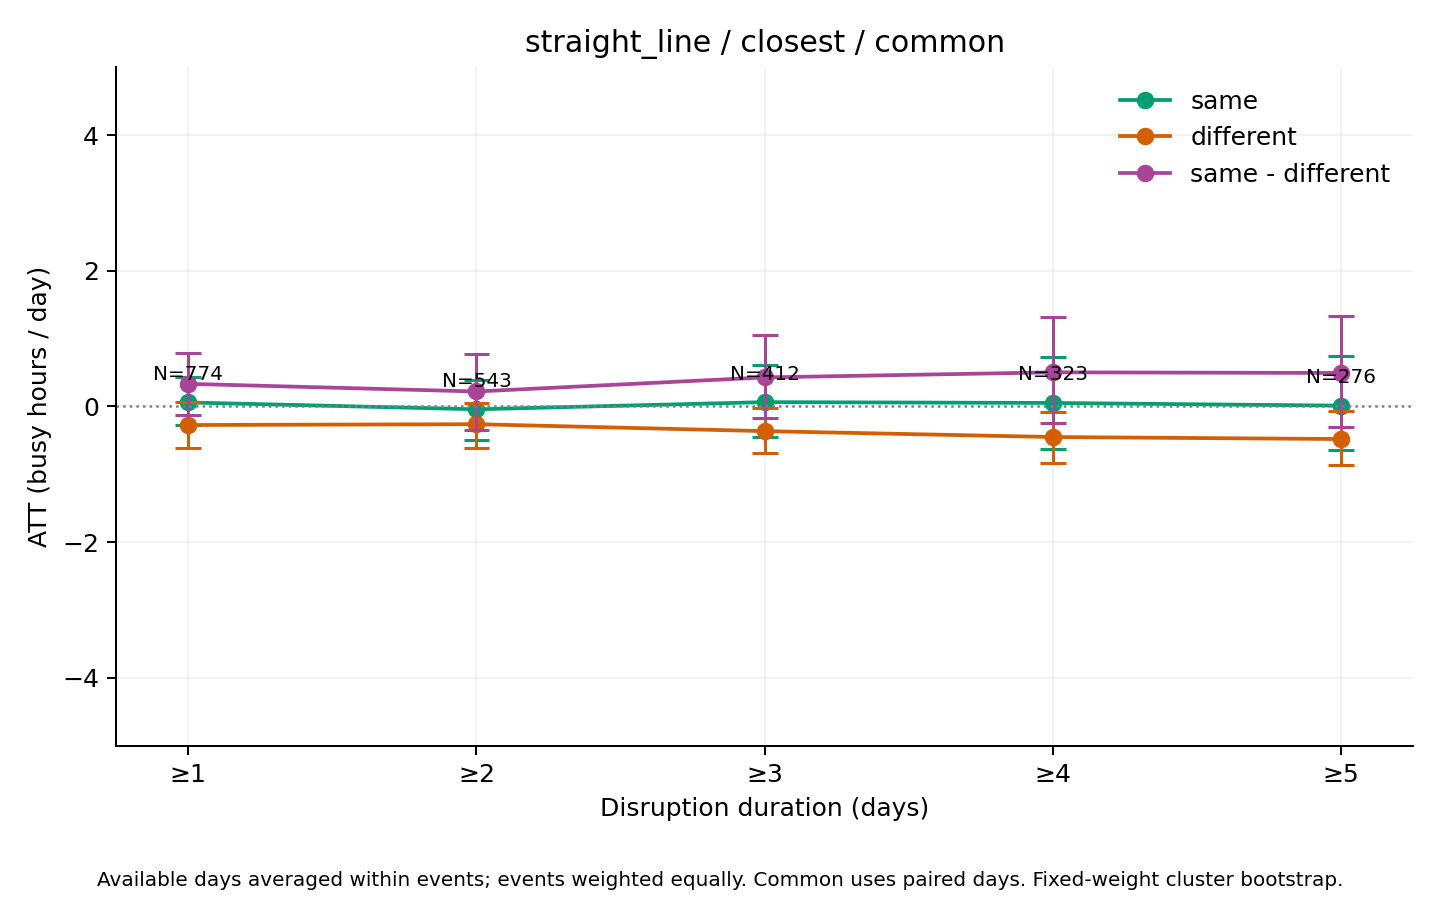 straight_line / closest / common
same
different
same - different
ATT (busy hours / day)
4
2
0
−2
−4
N=774
N=543
N=412
N=323
N=276
≥1
≥2
≥3
≥4
≥5
Disruption duration (days)
Available days averaged within events; events weighted equally. Common uses paired days. Fixed-weight cluster bootstrap.